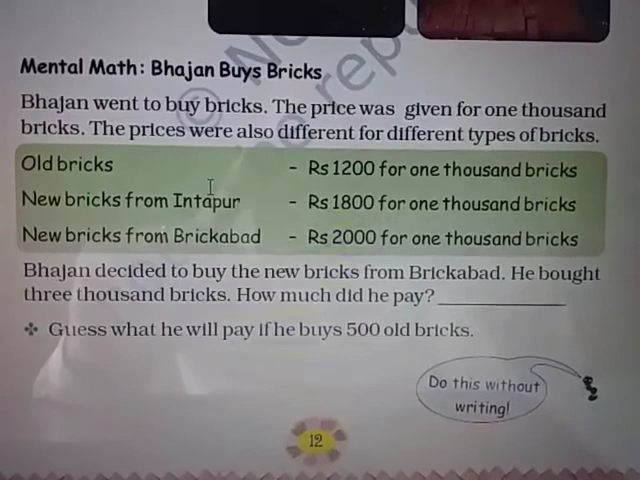 Mental Math: Bhajan Buys Bricks
Bhajan went to buy bricks. The price was given for one thousand
bricks. The prices were also different for different types of bricks.
Old bricks - Rs 1200 for one thousand bricks
New bricks from Intapur - Rs 1800 for one thousand bricks
New bricks from Brickabad - Rs 2000 for one thousand bricks
Bhajan decided to buy the new bricks from Brickabad. He bought
three thousand bricks. How much did he pay? ____________
❖ Guess what he will pay if he buys 500 old bricks.
Do this without
writing!
12